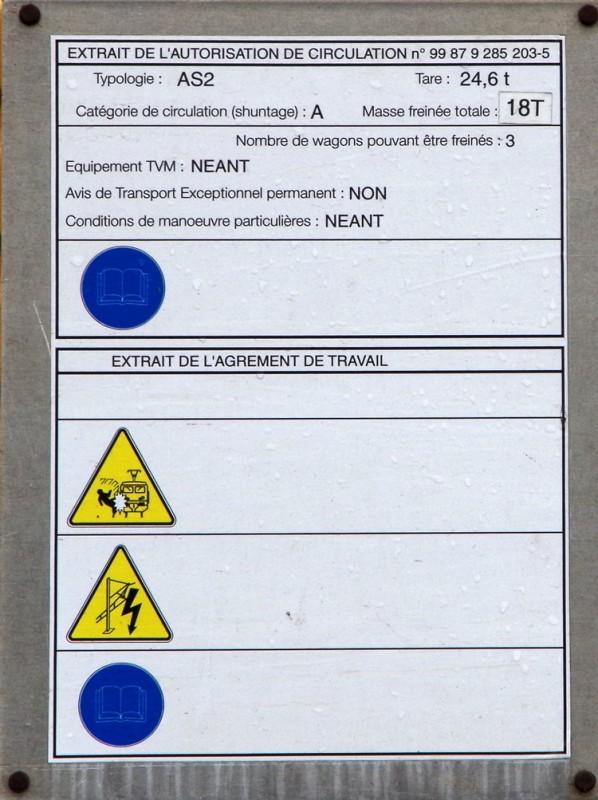 EXTRAIT DE L'AUTORISATION DE CIRCULATION n° 99 87 9 285 203-5
Typologie : AS2 Tare : 24,6 t
Catégorie de circulation (shuntage) : A Masse freinée totale : 18T
Nombre de wagons pouvant être freinés : 3
Equipement TVM : NEANT
Avis de Transport Exceptionnel permanent : NON
Conditions de manoeuvre particulières : NEANT
EXTRAIT DE L'AGREMENT DE TRAVAIL